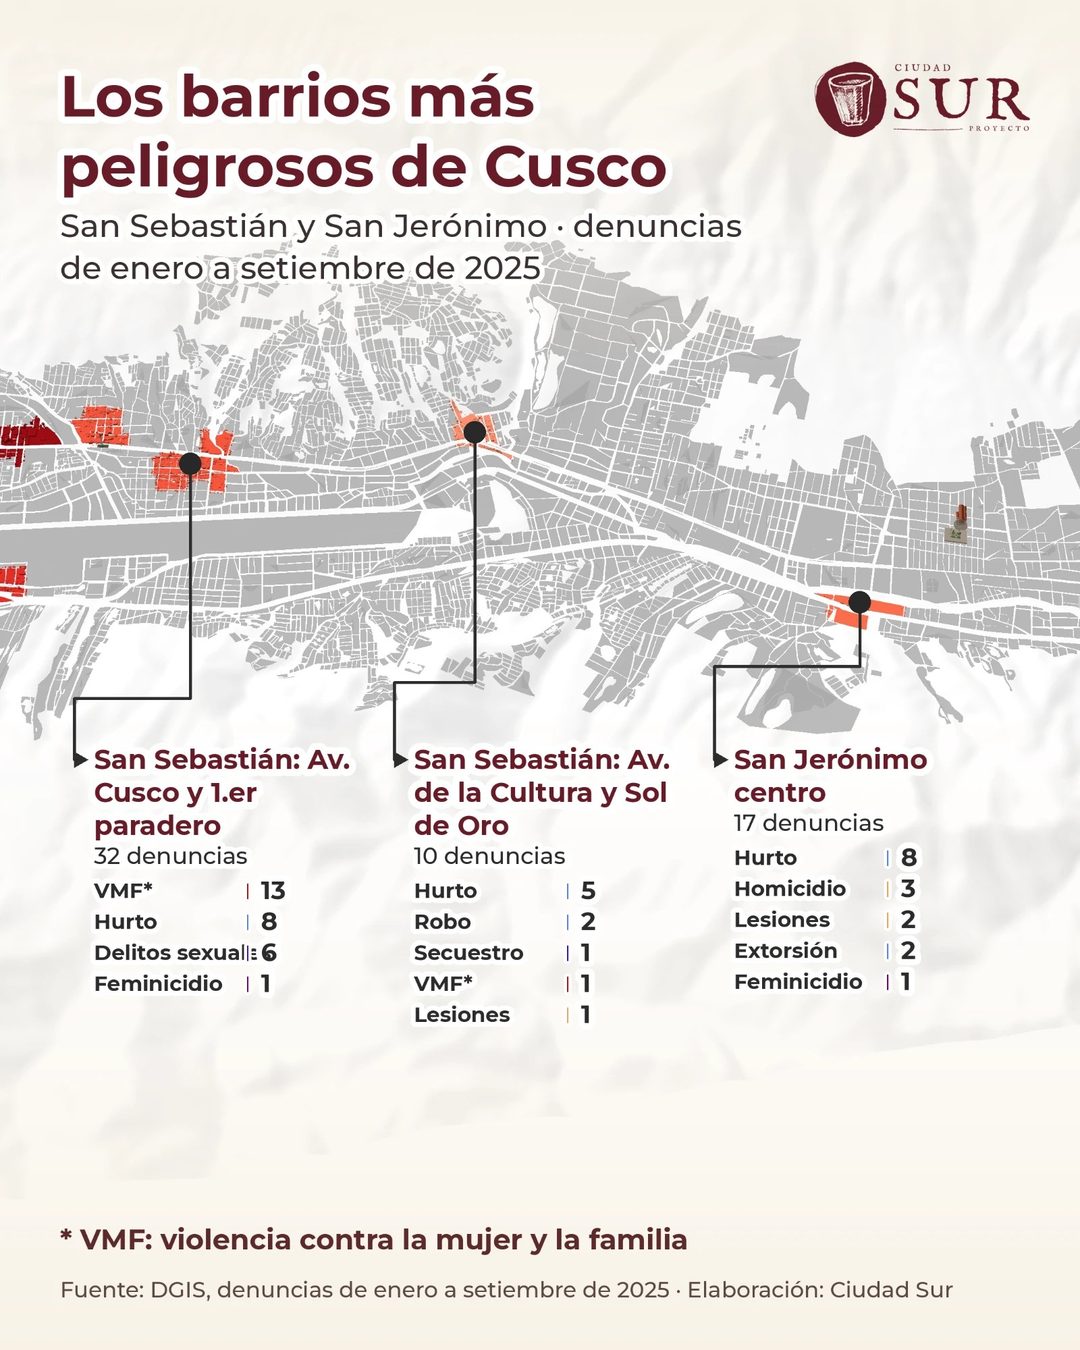 Los barrios más
peligrosos de Cusco
CIUDAD
SUR
PROYECTO
San Sebastián y San Jerónimo · denuncias
de enero a setiembre de 2025
San Sebastián: Av.
Cusco y 1.er
paradero
32 denuncias
VMF* 13
Hurto 8
Delitos sexuales 6
Feminicidio 1
San Sebastián: Av.
de la Cultura y Sol
de Oro
10 denuncias
Hurto 5
Robo 2
Secuestro 1
VMF* 1
Lesiones 1
San Jerónimo
centro
17 denuncias
Hurto 8
Homicidio 3
Lesiones 2
Extorsión 2
Feminicidio 1
* VMF: violencia contra la mujer y la familia
Fuente: DGIS, denuncias de enero a setiembre de 2025 · Elaboración: Ciudad Sur